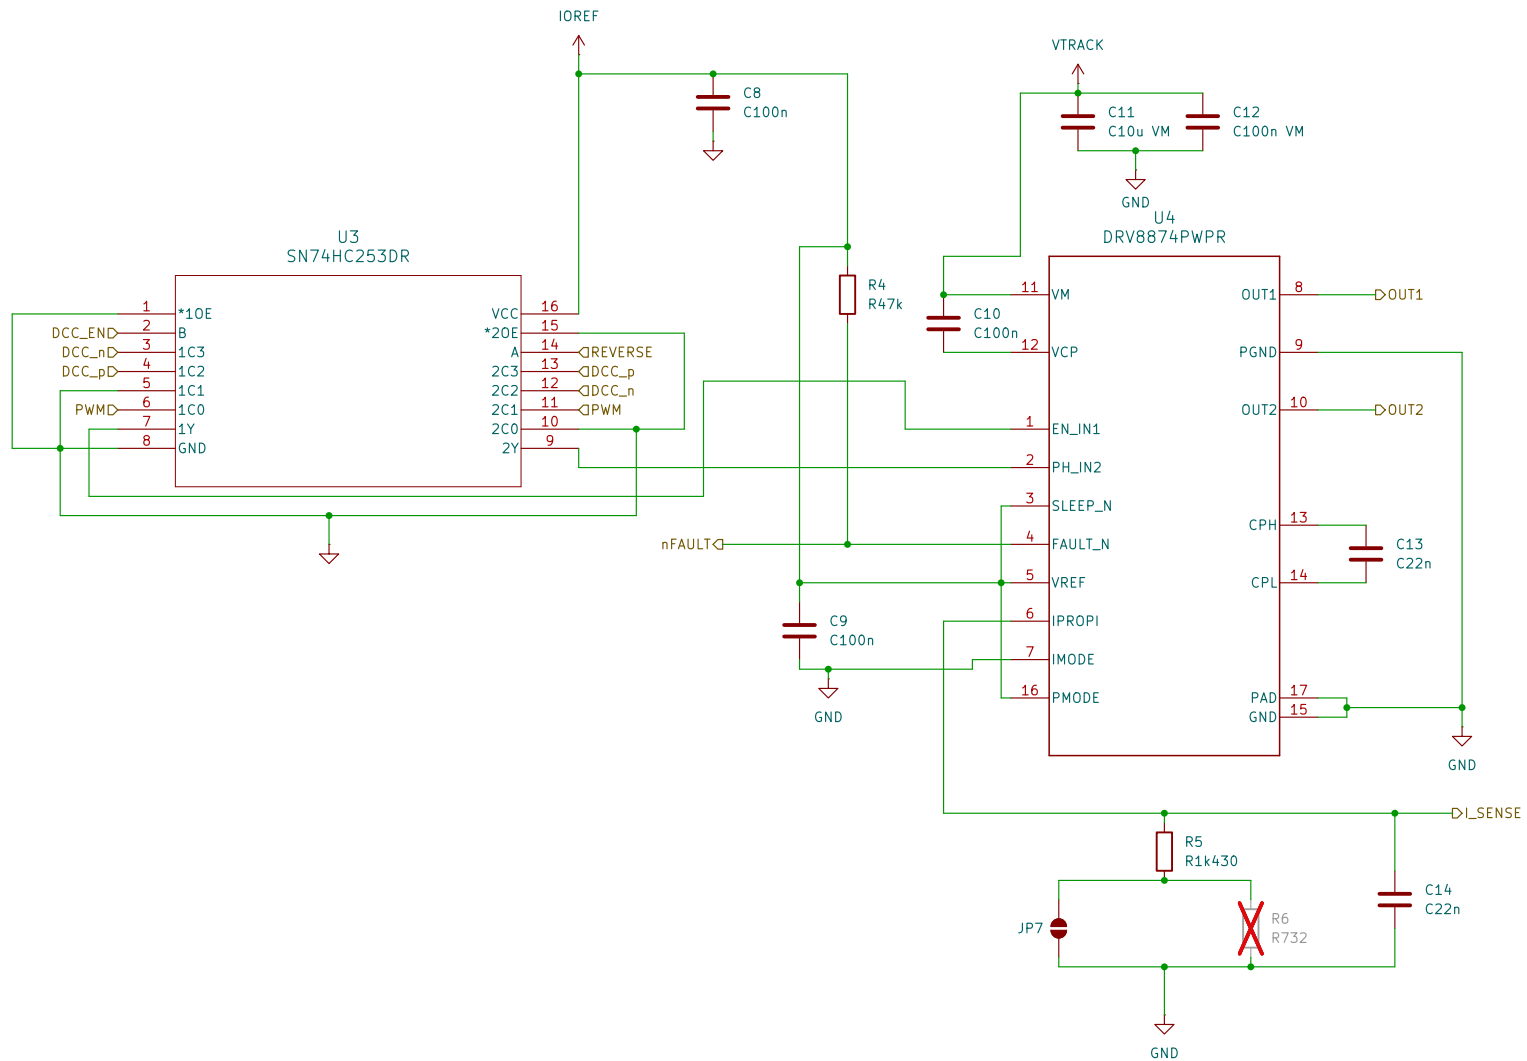 IOREF
VTRACK
C8
C100n
C11
C10u VM
C12
C100n VM
GND
U3
SN74HC253DR
U4
DRV8874PWPR
1 *1OE
2 B
3 1C3
4 1C2
5 1C1
6 1C0
7 1Y
8 GND
DCC_EN
DCC_n
DCC_p
PWM
VCC 16
*2OE 15
A 14
2C3 13
2C2 12
2C1 11
2C0 10
2Y 9
REVERSE
DCC_p
DCC_n
PWM
R4
R47k
C10
C100n
nFAULT
C9
C100n
GND
11 VM
12 VCP
1 EN_IN1
2 PH_IN2
3 SLEEP_N
4 FAULT_N
5 VREF
6 IPROPI
7 IMODE
16 PMODE
OUT1 8
PGND 9
OUT2 10
CPH 13
CPL 14
PAD 17
GND 15
OUT1
OUT2
C13
C22n
GND
I_SENSE
R5
R1k430
JP7
R6
R732
C14
C22n
GND